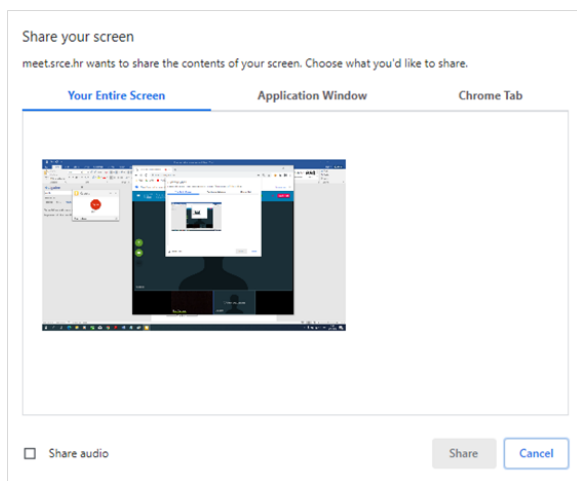 Share your screen
meet.srce.hr wants to share the contents of your screen. Choose what you'd like to share.
Your Entire Screen Application Window Chrome Tab
Share audio Share Cancel